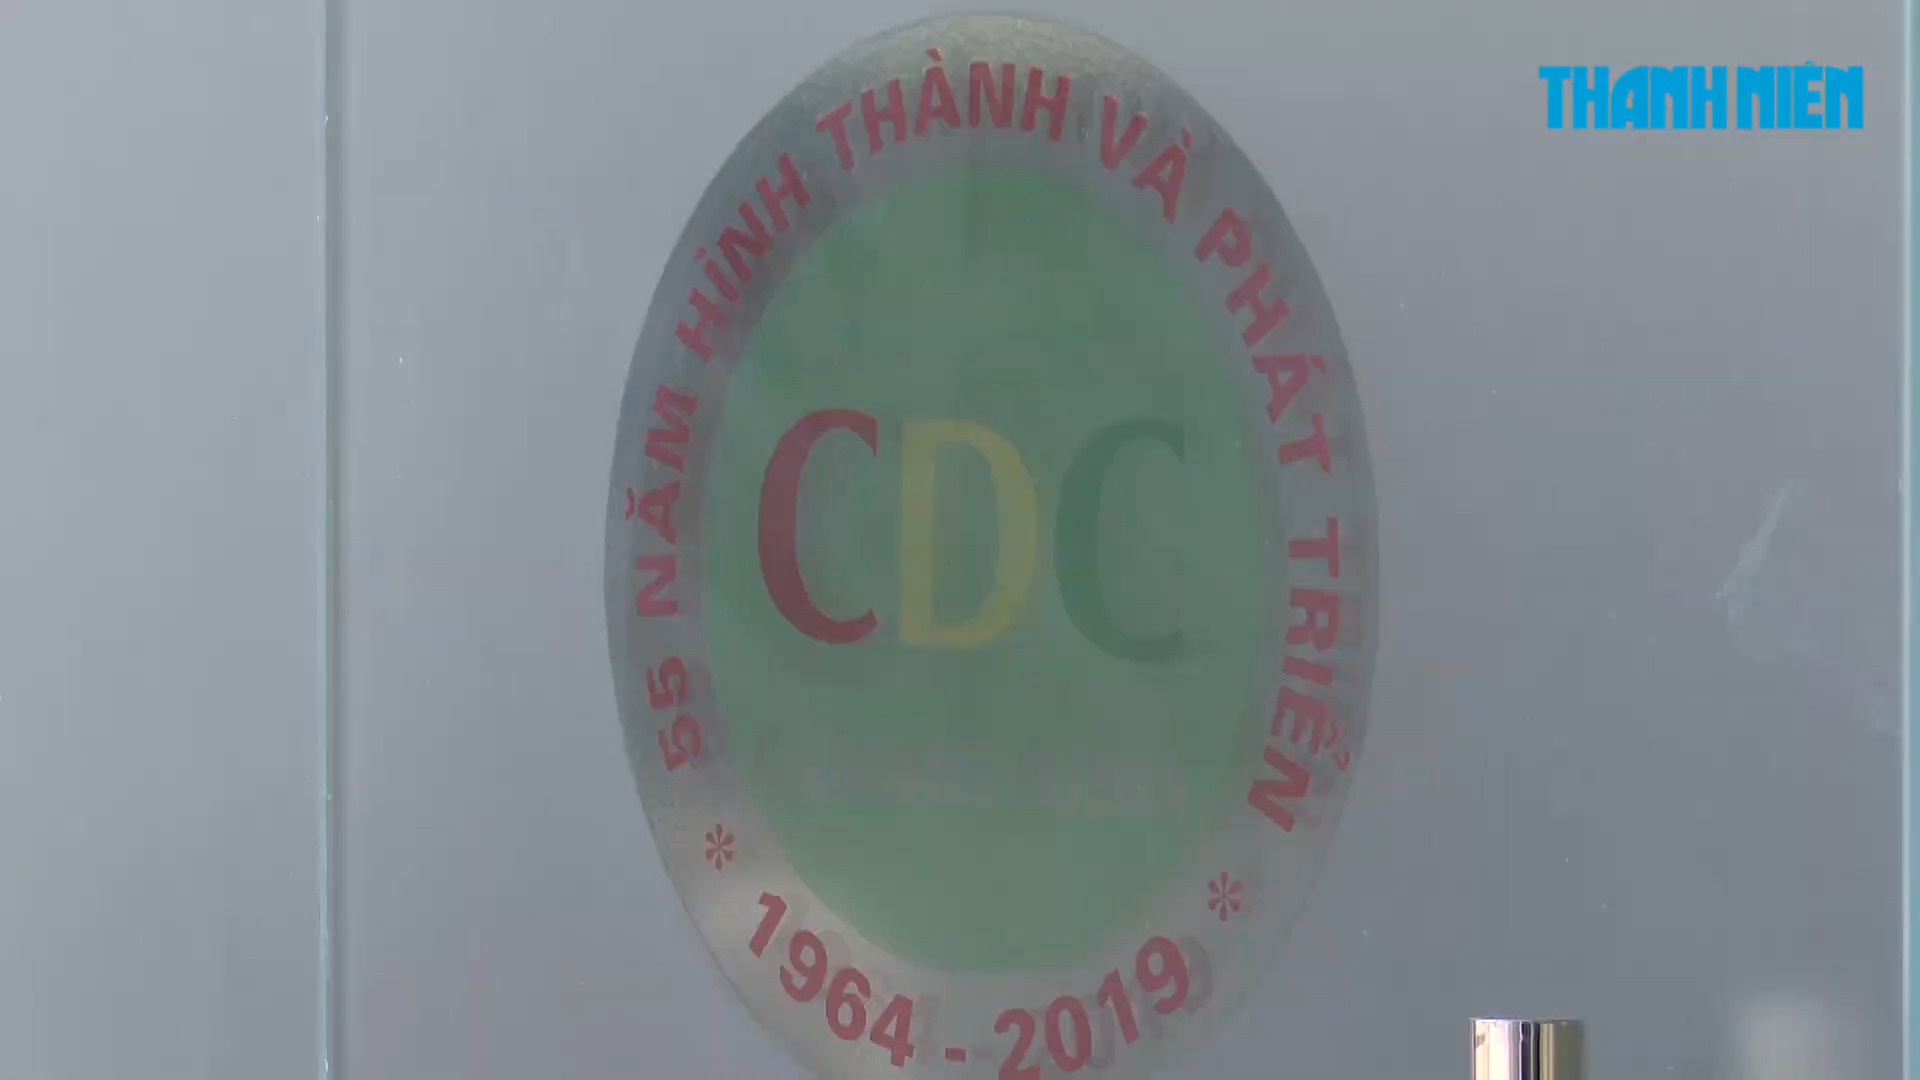 THANH NIÊN
55 NĂM HÌNH THÀNH VÀ PHÁT TRIỂN
CDC
* 1964 - 2019 *